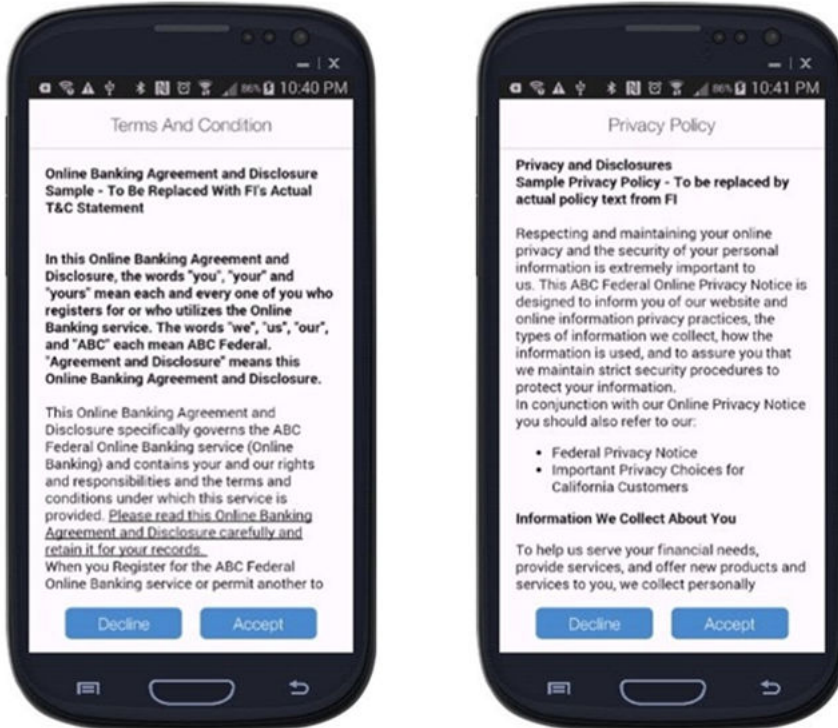 86% 10:40 PM
Terms And Condition
Online Banking Agreement and Disclosure
Sample - To Be Replaced With FI's Actual
T&C Statement
In this Online Banking Agreement and
Disclosure, the words "you", "your" and
"yours" mean each and every one of you who
registers for or who utilizes the Online
Banking service. The words "we", "us", "our",
and "ABC" each mean ABC Federal.
"Agreement and Disclosure" means this
Online Banking Agreement and Disclosure.
This Online Banking Agreement and
Disclosure specifically governs the ABC
Federal Online Banking service (Online
Banking) and contains your and our rights
and responsibilities and the terms and
conditions under which this service is
provided. Please read this Online Banking
Agreement and Disclosure carefully and
retain it for your records.
When you Register for the ABC Federal
Online Banking service or permit another to
Decline Accept
86% 10:41 PM
Privacy Policy
Privacy and Disclosures
Sample Privacy Policy - To be replaced by
actual policy text from FI
Respecting and maintaining your online
privacy and the security of your personal
information is extremely important to
us. This ABC Federal Online Privacy Notice is
designed to inform you of our website and
online information privacy practices, the
types of information we collect, how the
information is used, and to assure you that
we maintain strict security procedures to
protect your information.
In conjunction with our Online Privacy Notice
you should also refer to our:
• Federal Privacy Notice
• Important Privacy Choices for
California Customers
Information We Collect About You
To help us serve your financial needs,
provide services, and offer new products and
services to you, we collect personally
Decline Accept